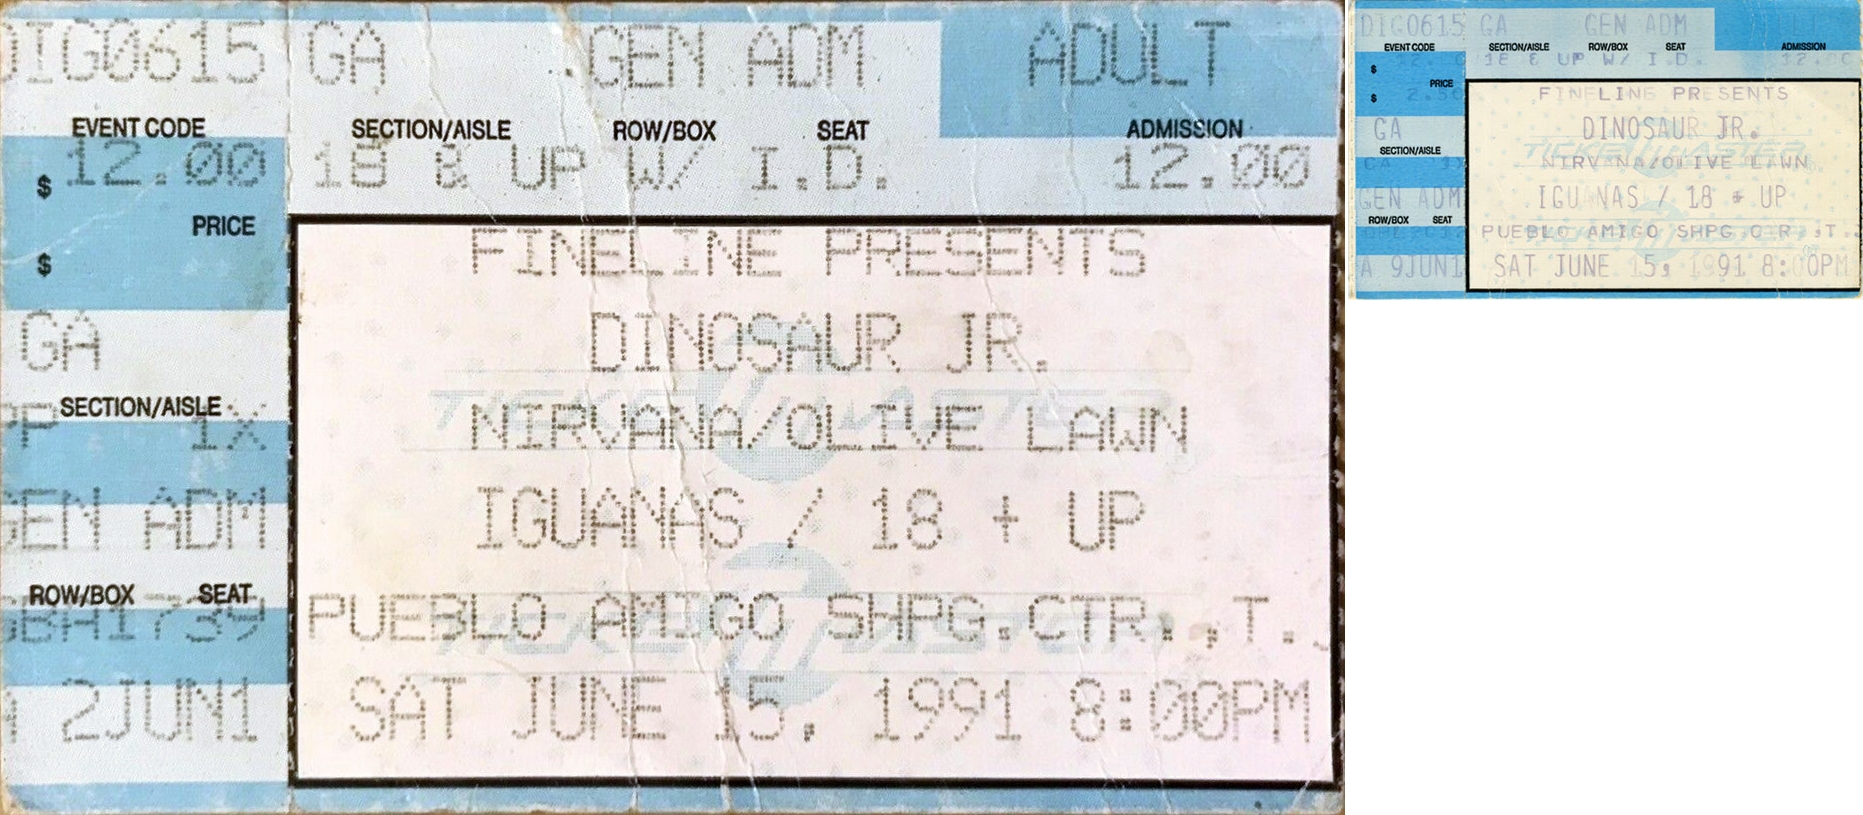 DIG0615 GA GEN ADM ADULT
EVENT CODE SECTION/AISLE ROW/BOX SEAT ADMISSION
$ 12.00 18 & UP W/ I.D. 12.00
PRICE
$
FINELINE PRESENTS
GA
DINOSAUR JR.
TICKETMASTER
SECTION/AISLE
1X
NIRVANA/OLIVE LAWN
GEN ADM
IGUANAS / 18 + UP
ROW/BOX SEAT
PUEBLO AMIGO SHPG.CTR.,T.J
TICKETMASTER
2JUN1
SAT JUNE 15, 1991 8:00PM
DIG0615 GA GEN ADM
EVENT CODE SECTION/AISLE ROW/BOX SEAT ADMISSION
$ UP W/ I.D.
PRICE
$
FINELINE PRESENTS
GA
DINOSAUR JR.
TICKETMASTER
SECTION/AISLE
NIRVANA/OLIVE LAWN
GEN ADM
IGUANAS / 18 + UP
ROW/BOX SEAT
PUEBLO AMIGO SHPG.CTR.,T.
TICKETMASTER
A 9JUN1
SAT JUNE 15, 1991 8:00PM